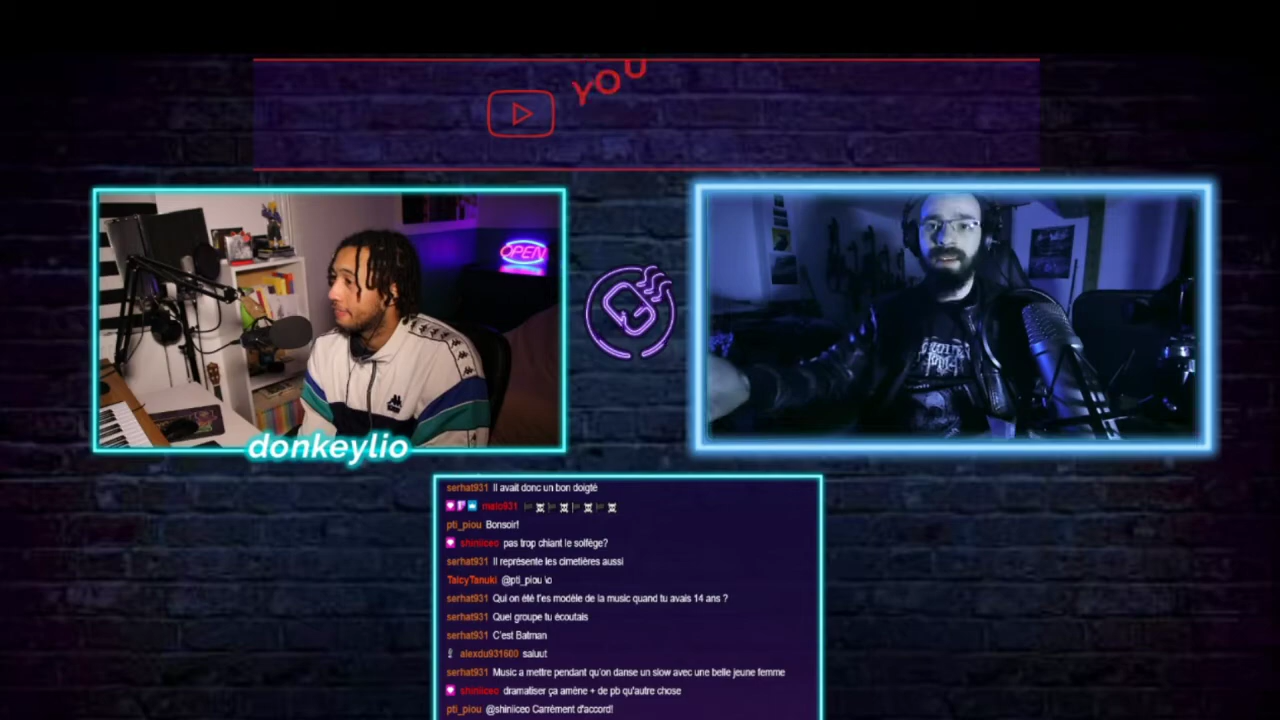 YOU
OPEN
donkeylio
serhat931 Il avait donc un bon doigté
malo931
pti_piou Bonsoir!
shiniiceo pas trop chiant le solfège?
serhat931 Il représente les cimetières aussi
TalcyTanuki @pti_piou \o
serhat931 Qui on été t'es modèle de la music quand tu avais 14 ans ?
serhat931 Quel groupe tu écoutais
serhat931 C'est Batman
alexdu931600 saluut
serhat931 Music a mettre pendant qu'on danse un slow avec une belle jeune femme
shiniiceo dramatiser ça amène + de pb qu'autre chose
pti_piou @shiniiceo Carrément d'accord!